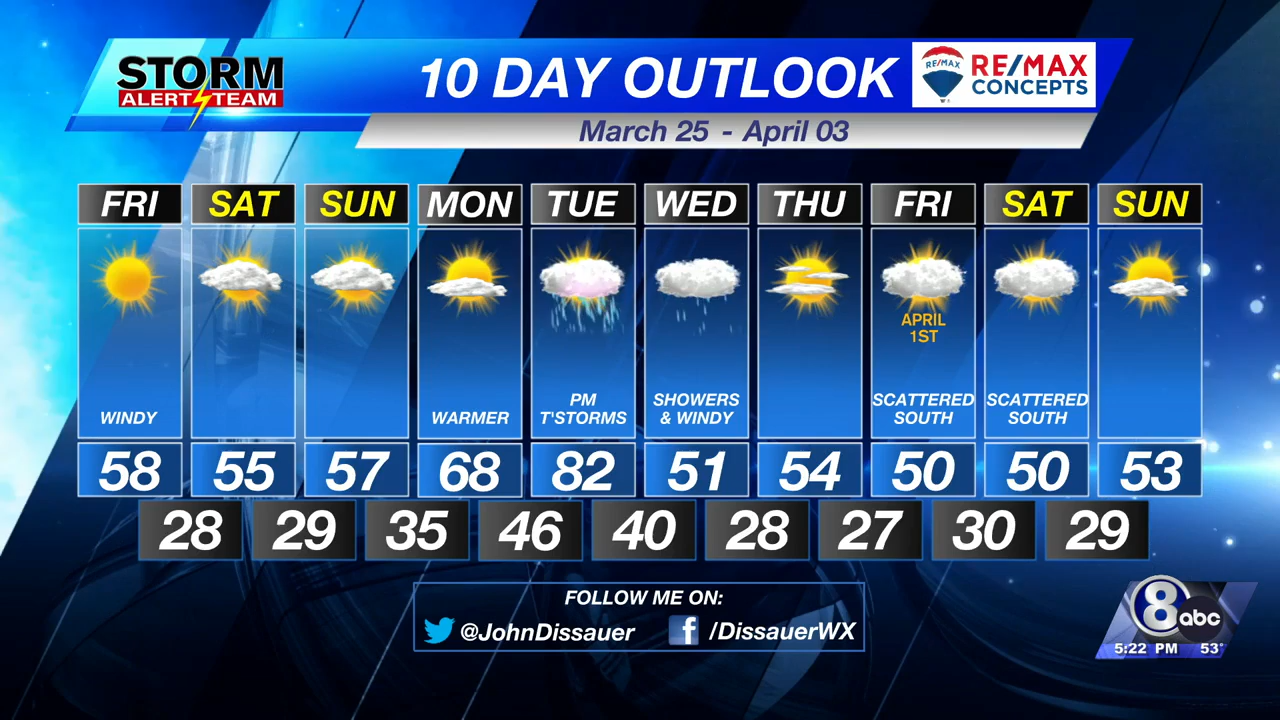 STORM
ALERT TEAM
10 DAY OUTLOOK
RE/MAX
RE/MAX
CONCEPTS
March 25 - April 03
FRI SAT SUN MON TUE WED THU FRI SAT SUN
APRIL
1ST
WINDY
WARMER
PM
T'STORMS
SHOWERS
& WINDY
SCATTERED
SOUTH
SCATTERED
SOUTH
58 55 57 68 82 51 54 50 50 53
28 29 35 46 40 28 27 30 29
FOLLOW ME ON:
@JohnDissauer f /DissauerWX
8 abc
5:22 PM 53°